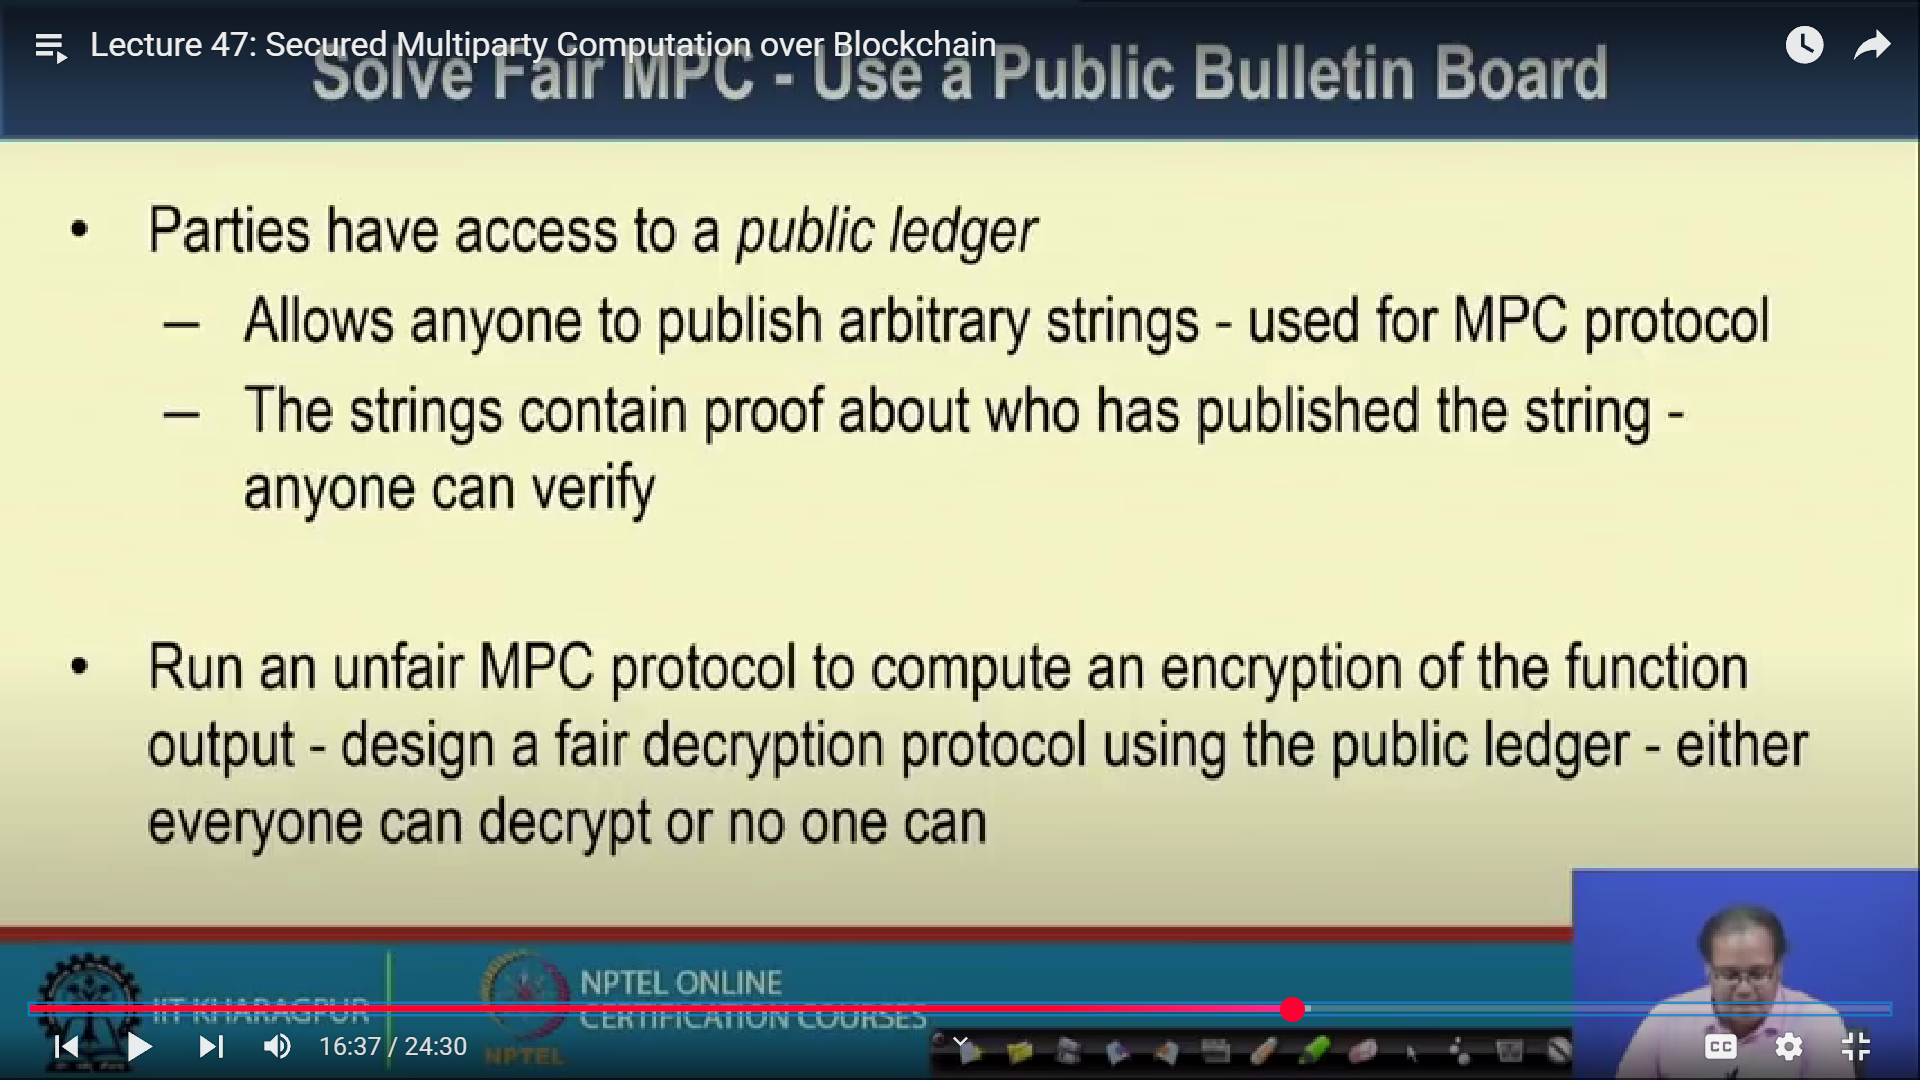 Lecture 47: Secured Multiparty Computation over Blockchain
Solve Fair MPC - Use a Public Bulletin Board
• Parties have access to a public ledger
– Allows anyone to publish arbitrary strings - used for MPC protocol
– The strings contain proof about who has published the string -
anyone can verify
• Run an unfair MPC protocol to compute an encryption of the function
output - design a fair decryption protocol using the public ledger - either
everyone can decrypt or no one can
IIT KHARAGPUR
NPTEL ONLINE
CERTIFICATION COURSES
NPTEL
16:37 / 24:30
CC